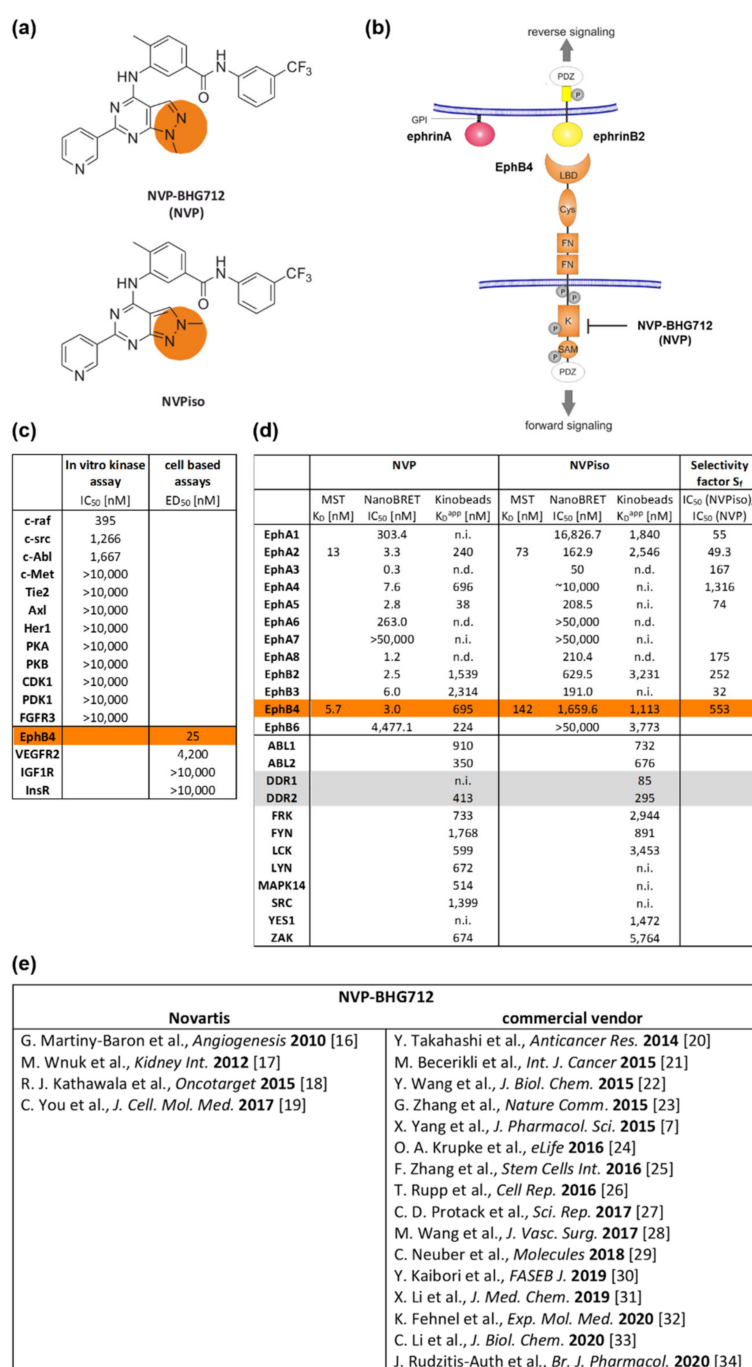 (a)
N
H
O
HN
CF3
N
N
N
N
N
NVP-BHG712
(NVP)
N
H
O
HN
CF3
N
N
N
N
N
NVPiso
(b)
reverse signaling
PDZ
P
GPI
ephrinA
ephrinB2
EphB4
LBD
Cys
FN
FN
P
P
K
P
NVP-BHG712
(NVP)
SAM
P
PDZ
forward signaling
(c)
In vitro kinase assay IC50 [nM] cell based assays ED50 [nM]
c-raf 395
c-src 1,266
c-Abl 1,667
c-Met >10,000
Tie2 >10,000
Axl >10,000
Her1 >10,000
PKA >10,000
PKB >10,000
CDK1 >10,000
PDK1 >10,000
FGFR3 >10,000
EphB4 25
VEGFR2 4,200
IGF1R >10,000
InsR >10,000
(d)
NVP NVPiso Selectivity
factor Sf
MST NanoBRET Kinobeads MST NanoBRET Kinobeads IC50 (NVPiso)/
KD [nM] IC50 [nM] KDapp [nM] KD [nM] IC50 [nM] KDapp [nM] IC50 (NVP)
EphA1 303.4 n.i. 16,826.7 1,840 55
EphA2 13 3.3 240 73 162.9 2,546 49.3
EphA3 0.3 n.d. 50 n.d. 167
EphA4 7.6 696 ~10,000 n.i. 1,316
EphA5 2.8 38 208.5 n.i. 74
EphA6 263.0 n.d. >50,000 n.d.
EphA7 >50,000 n.i. >50,000 n.i.
EphA8 1.2 n.d. 210.4 n.d. 175
EphB2 2.5 1,539 629.5 3,231 252
EphB3 6.0 2,314 191.0 n.i. 32
EphB4 5.7 3.0 695 142 1,659.6 1,113 553
EphB6 4,477.1 224 >50,000 3,773
ABL1 910 732
ABL2 350 676
DDR1 n.i. 85
DDR2 413 295
FRK 733 2,944
FYN 1,768 891
LCK 599 3,453
LYN 672 n.i.
MAPK14 514 n.i.
SRC 1,399 n.i.
YES1 n.i. 1,472
ZAK 674 5,764
(e)
NVP-BHG712
Novartis
G. Martiny-Baron et al., Angiogenesis 2010 [16]
M. Wnuk et al., Kidney Int. 2012 [17]
R. J. Kathawala et al., Oncotarget 2015 [18]
C. You et al., J. Cell. Mol. Med. 2017 [19]
commercial vendor
Y. Takahashi et al., Anticancer Res. 2014 [20]
M. Becerikli et al., Int. J. Cancer 2015 [21]
Y. Wang et al., J. Biol. Chem. 2015 [22]
G. Zhang et al., Nature Comm. 2015 [23]
X. Yang et al., J. Pharmacol. Sci. 2015 [7]
O. A. Krupke et al., eLife 2016 [24]
F. Zhang et al., Stem Cells Int. 2016 [25]
T. Rupp et al., Cell Rep. 2016 [26]
C. D. Protack et al., Sci. Rep. 2017 [27]
M. Wang et al., J. Vasc. Surg. 2017 [28]
C. Neuber et al., Molecules 2018 [29]
Y. Kaibori et al., FASEB J. 2019 [30]
X. Li et al., J. Med. Chem. 2019 [31]
K. Fehnel et al., Exp. Mol. Med. 2020 [32]
C. Li et al., J. Biol. Chem. 2020 [33]
J. Rudzitis-Auth et al., Br. J. Pharmacol. 2020 [34]